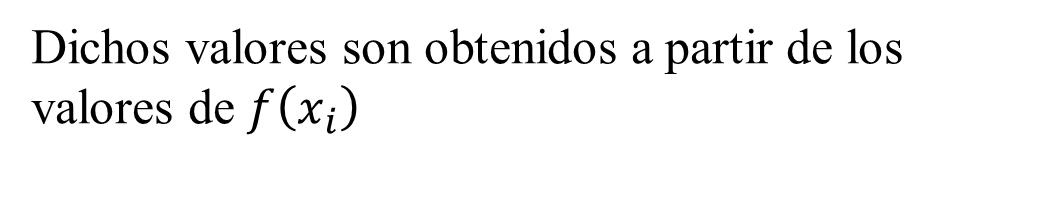 Dichos valores son obtenidos a partir de los
valores de f(xᵢ)